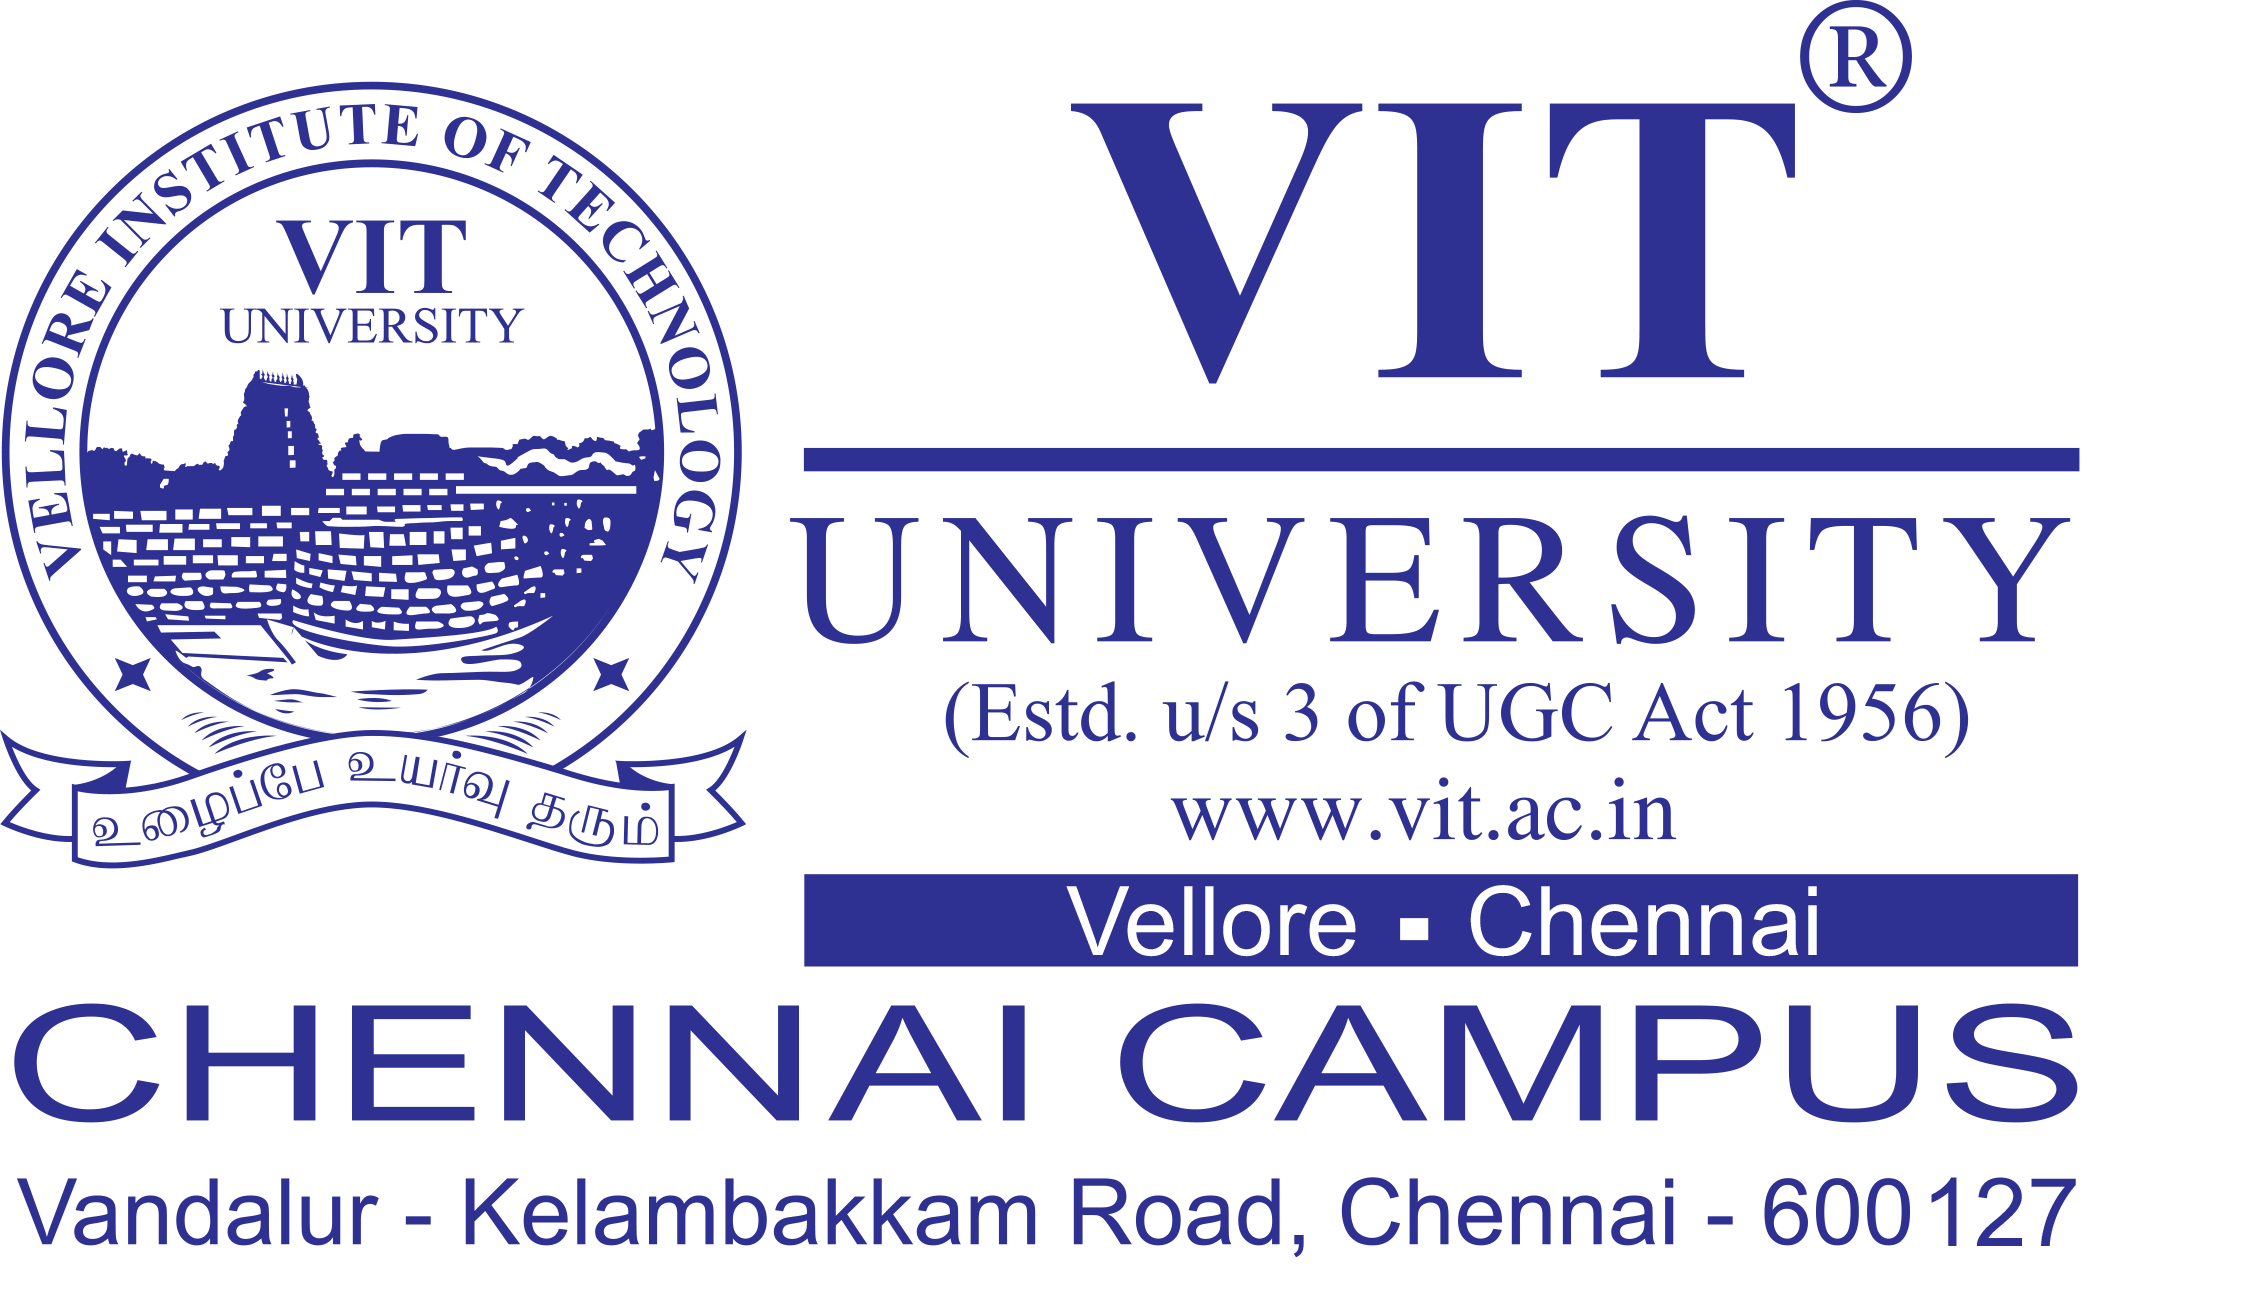 VELLORE INSTITUTE OF TECHNOLOGY
VIT
UNIVERSITY
உழைப்பே உயர்வு தரும்
VIT®
UNIVERSITY
(Estd. u/s 3 of UGC Act 1956)
www.vit.ac.in
Vellore - Chennai
CHENNAI CAMPUS
Vandalur - Kelambakkam Road, Chennai - 600127